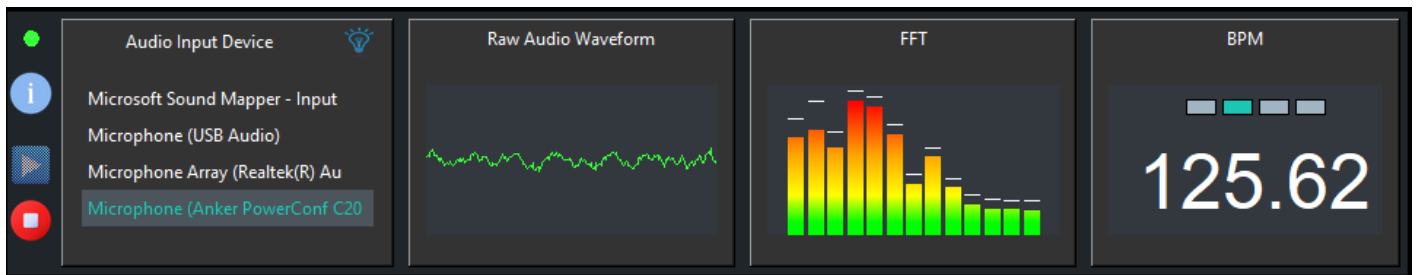 Audio Input Device
Microsoft Sound Mapper - Input
Microphone (USB Audio)
Microphone Array (Realtek(R) Au
Microphone (Anker PowerConf C20
Raw Audio Waveform
FFT
BPM
125.62
i